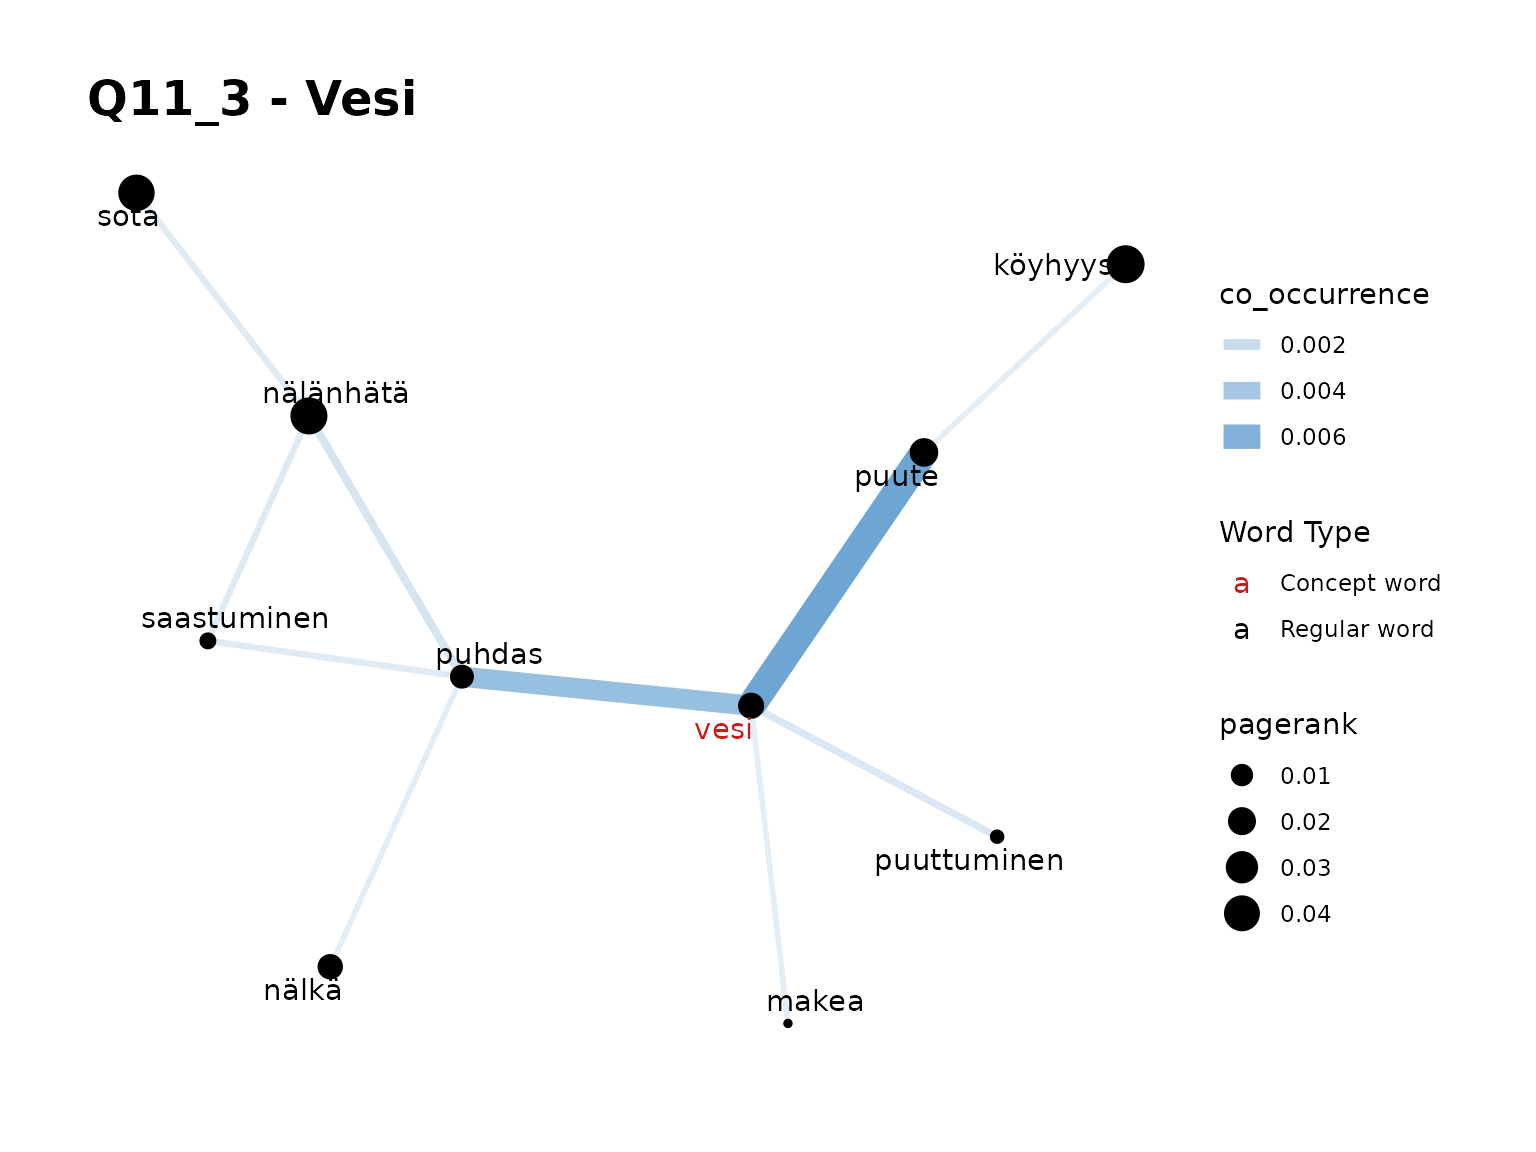 Q11_3 - Vesi
sota
köyhyys
nälänhätä
puute
saastuminen
puhdas
vesi
puuttuminen
nälkä
makea
co_occurrence
0.002
0.004
0.006
Word Type
a Concept word
a Regular word
pagerank
0.01
0.02
0.03
0.04